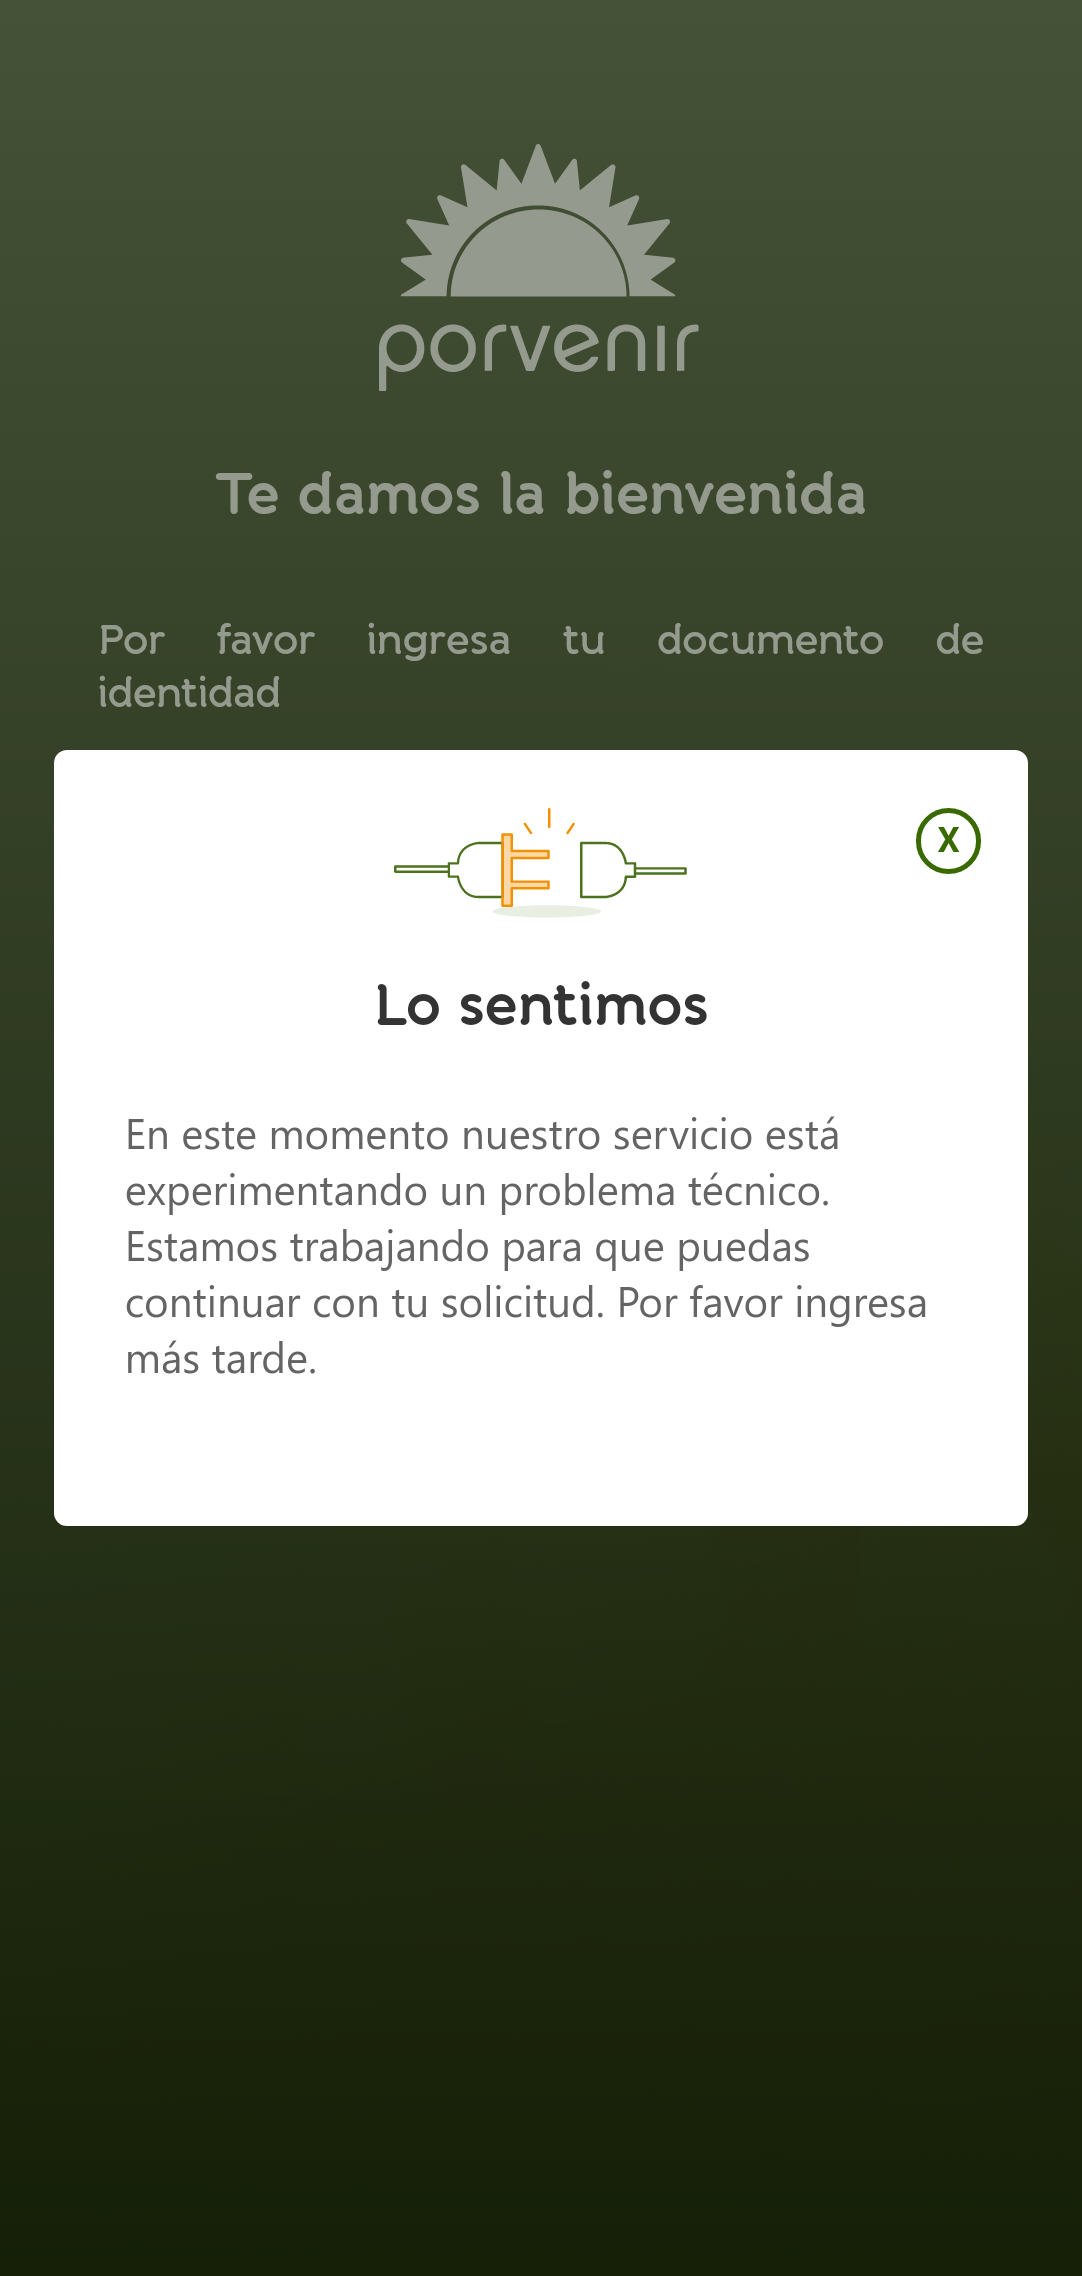 porvenir
Te damos la bienvenida
Por favor ingresa tu documento de
identidad
X
Lo sentimos
En este momento nuestro servicio está
experimentando un problema técnico.
Estamos trabajando para que puedas
continuar con tu solicitud. Por favor ingresa
más tarde.